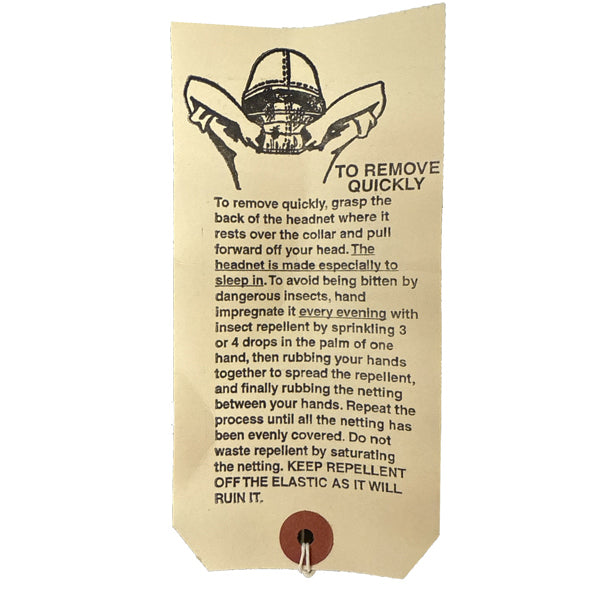 TO REMOVE
QUICKLY
To remove quickly, grasp the
back of the headnet where it
rests over the collar and pull
forward off your head. The
headnet is made especially to
sleep in. To avoid being bitten by
dangerous insects, hand
impregnate it every evening with
insect repellent by sprinkling 3
or 4 drops in the palm of one
hand, then rubbing your hands
together to spread the repellent,
and finally rubbing the netting
between your hands. Repeat the
process until all the netting has
been evenly covered. Do not
waste repellent by saturating
the netting. KEEP REPELLENT
OFF THE ELASTIC AS IT WILL
RUIN IT.